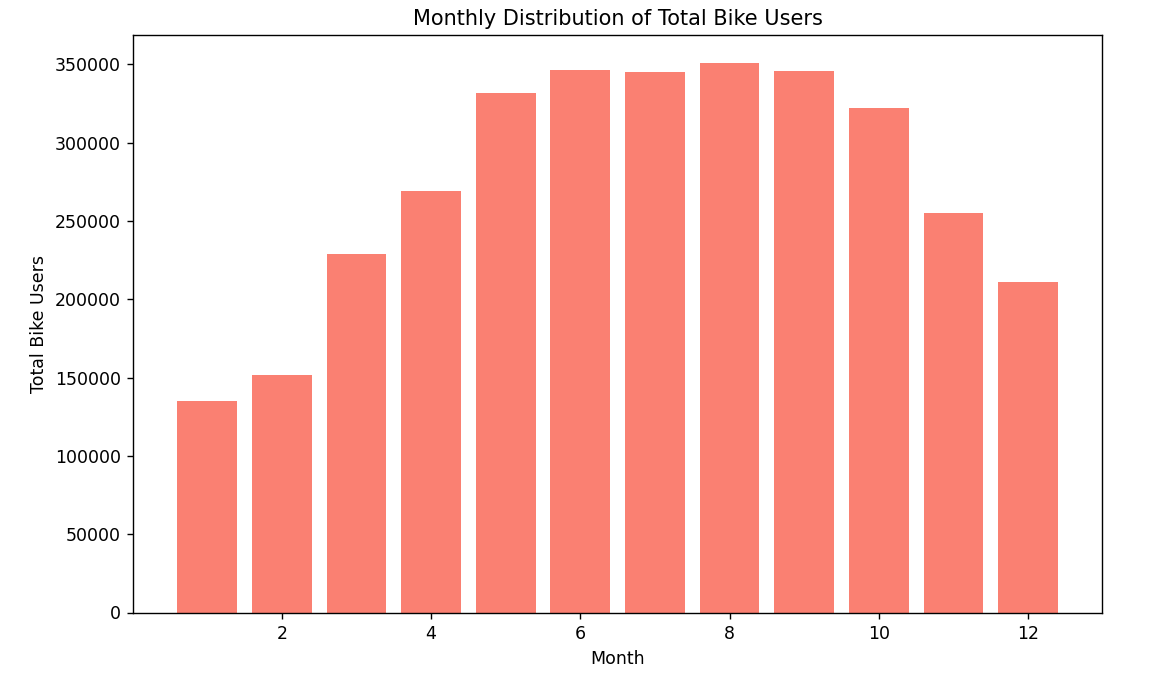 Monthly Distribution of Total Bike Users
Total Bike Users
350000
300000
250000
200000
150000
100000
50000
0
2 4 6 8 10 12
Month